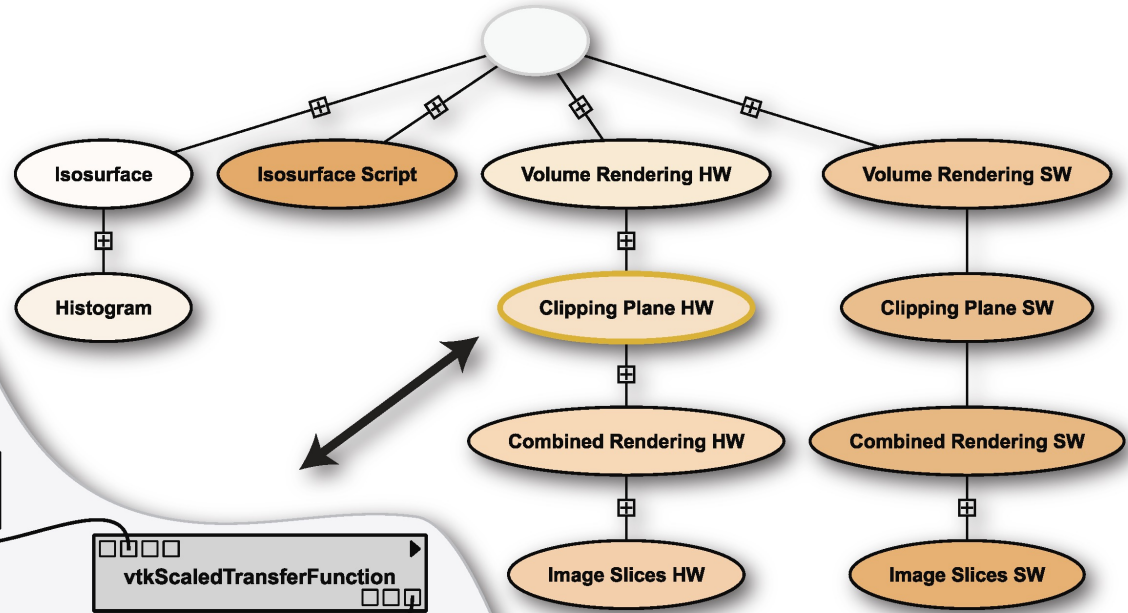 Isosurface
Isosurface Script
Volume Rendering HW
Volume Rendering SW
Histogram
Clipping Plane HW
Clipping Plane SW
Combined Rendering HW
Combined Rendering SW
vtkScaledTransferFunction
Image Slices HW
Image Slices SW